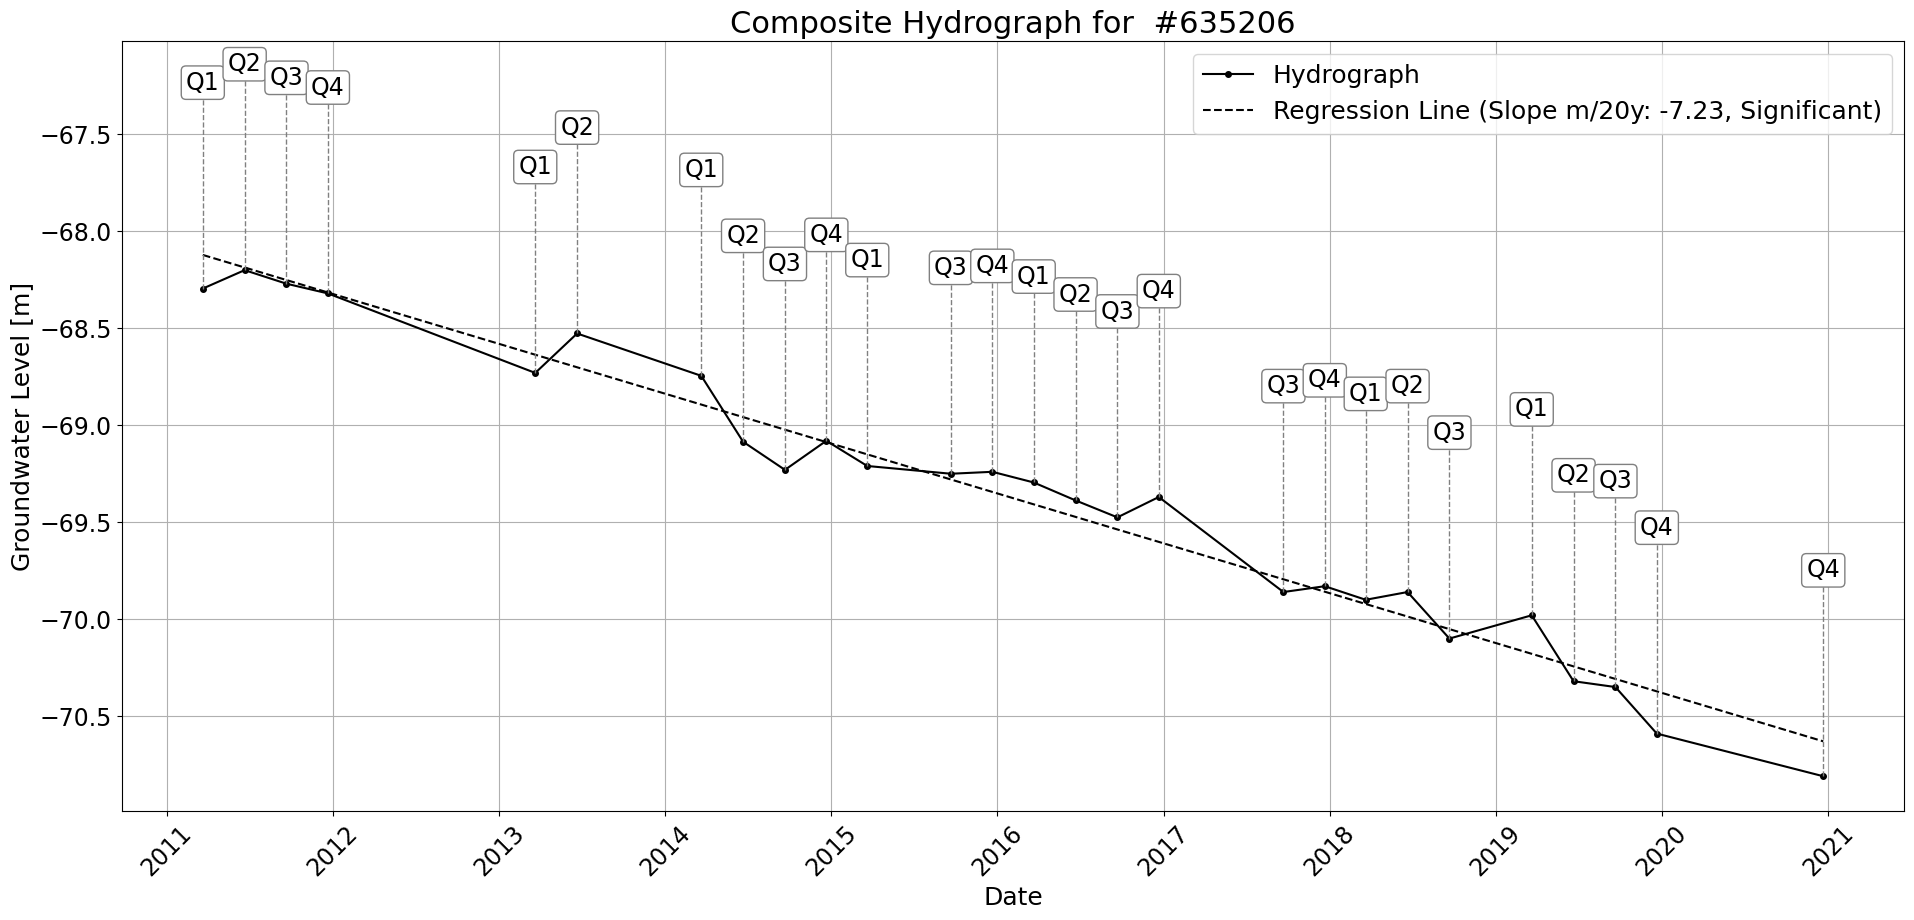 Composite Hydrograph for  #635206
Hydrograph
Regression Line (Slope m/20y: -7.23, Significant)
Q1
Q2
Q3
Q4
Q1
Q2
Q1
Q2
Q3
Q4
Q1
Q3
Q4
Q1
Q2
Q3
Q4
Q3
Q4
Q1
Q2
Q3
Q1
Q2
Q3
Q4
Q4
Groundwater Level [m]
−67.5
−68.0
−68.5
−69.0
−69.5
−70.0
−70.5
2011
2012
2013
2014
2015
2016
2017
2018
2019
2020
2021
Date